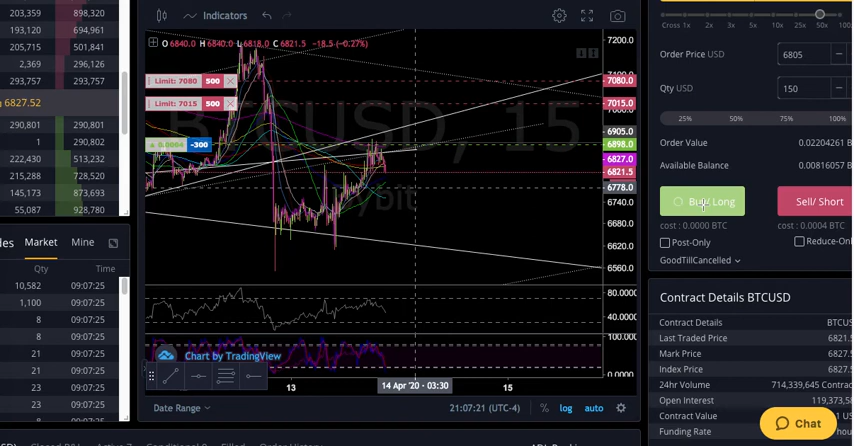 203,359 898,320
193,120 694,961
205,715 501,841
2,369 296,126
293,757 293,757
6827.52
290,801 290,801
1 290,802
222,430 513,232
215,288 728,520
145,173 873,693
55,087 928,780
des Market Mine
Qty Time
10,582 09:07:25
1,100 09:07:25
8 09:07:25
8 09:07:25
21 09:07:25
21 09:07:25
23 09:07:25
23 09:07:25
Indicators
O 6840.0 H 6840.0 L 6818.0 C 6821.5 -18.5 (-0.27%)
Limit: 7080 500
Limit: 7015 500
0.0004 -300
7200.0
7080.0
7015.0
6905.0
6898.0
6827.0
6821.5
6778.0
6740.0
6680.0
6620.0
6560.0
80.0000
40.0000
100.0000
0.0000
Chart by TradingView
13 14 Apr '20 - 03:30 15
Date Range 21:07:21 (UTC-4) % log auto
Cross 1x 2x 3x 5x 10x 25x 50x 100x
Order Price USD 6805
Qty USD 150
25% 50% 75% 100%
Order Value 0.02204261 B
Available Balance 0.00816057 B
Buy/Long Sell/ Short
cost : 0.0000 BTC cost : 0.0004 BTC
Post-Only Reduce-On
GoodTillCancelled
Contract Details BTCUSD
Contract Details BTCUS
Last Traded Price 6821.5
Mark Price 6827.5
Index Price 6827.5
24hr Volume 714,339,645 Contrac
Open Interest 119,373,58
Contract Value 1 US
Funding Rate
Chat